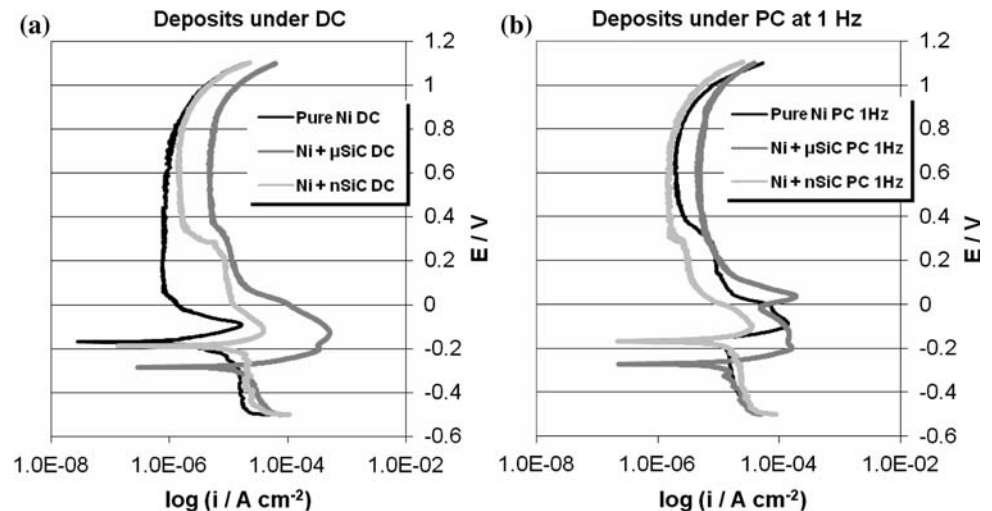 (a)
Deposits under DC
1.2
1
0.8
0.6
0.4
0.2
0
-0.2
-0.4
-0.6
E / V
Pure Ni DC
Ni + µSiC DC
Ni + nSiC DC
1.0E-08 1.0E-06 1.0E-04 1.0E-02
log (i / A cm-2)
(b)
Deposits under PC at 1 Hz
1.2
1
0.8
0.6
0.4
0.2
0
-0.2
-0.4
-0.6
E / V
Pure Ni PC 1Hz
Ni + µSiC PC 1Hz
Ni + nSiC PC 1Hz
1.0E-08 1.0E-06 1.0E-04 1.0E-02
log (i / A cm-2)